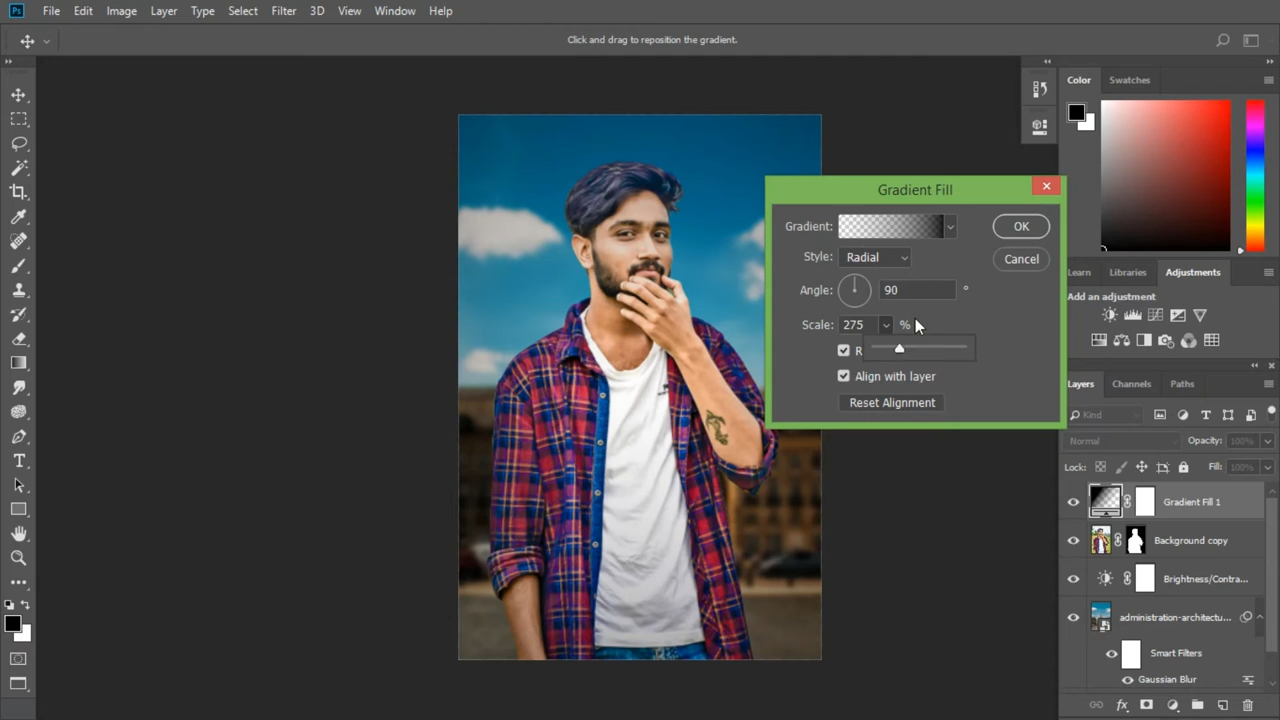 Ps File Edit Image Layer Type Select Filter 3D View Window Help
Click and drag to reposition the gradient.
Color Swatches
Gradient Fill
Gradient:
OK
Style: Radial
Cancel
Angle: 90 °
Scale: 275 %
R
Align with layer
Reset Alignment
Learn Libraries Adjustments
Add an adjustment
Layers Channels Paths
Kind
Normal Opacity: 100%
Lock: Fill: 100%
Gradient Fill 1
Background copy
Brightness/Contra...
administration-architectu...
Smart Filters
Gaussian Blur
T
fx